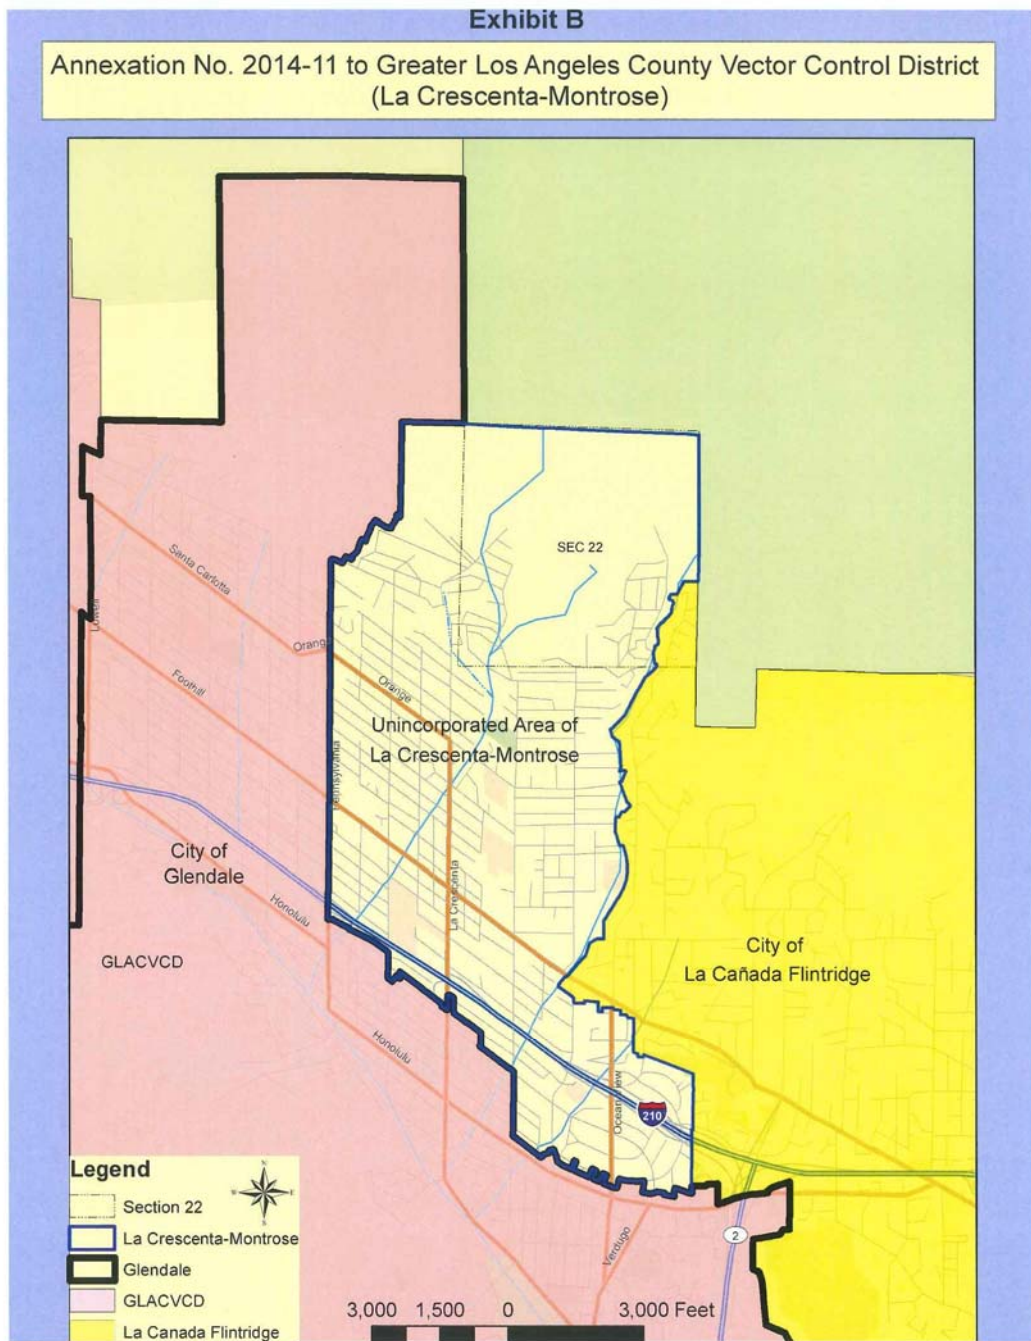 Exhibit B
Annexation No. 2014-11 to Greater Los Angeles County Vector Control District
(La Crescenta-Montrose)
SEC 22
Santa Carlotta
Lowell
Orange
Foothill
Unincorporated Area of
La Crescenta-Montrose
Pennsylvania
City of
Glendale
La Crescenta
Honolulu
City of
La Cañada Flintridge
GLACVCD
Honolulu
Ocean View
210
Verdugo
2
Legend
N
W E
S
Section 22
La Crescenta-Montrose
Glendale
GLACVCD
La Canada Flintridge
3,000 1,500 0 3,000 Feet